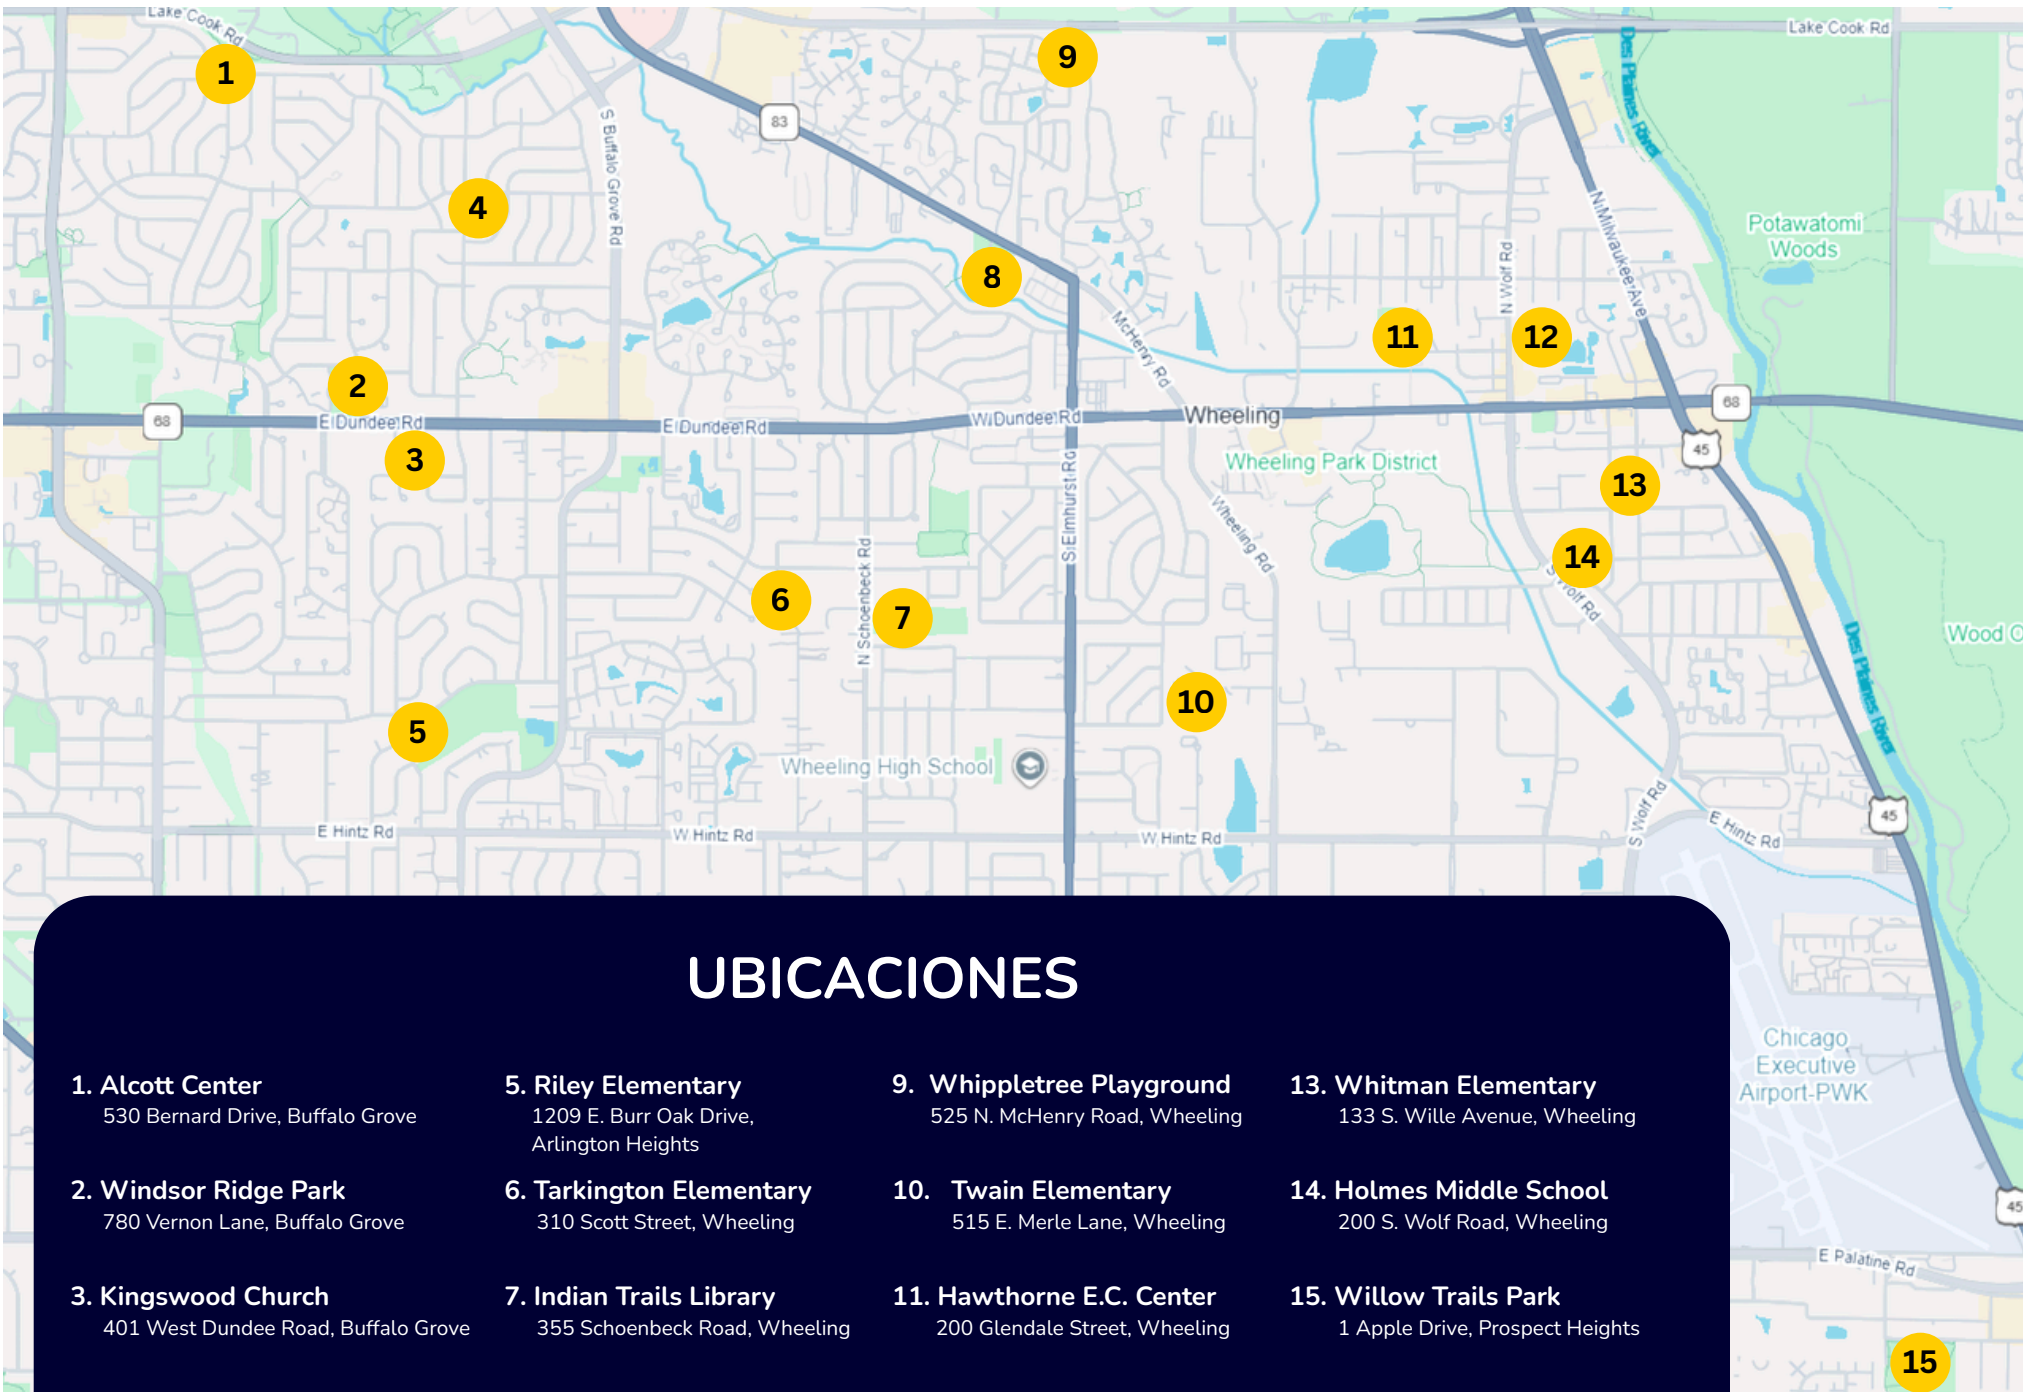 Lake Cook Rd
Lake Cook Rd
Des Plaines River
1
9
83
S Buffalo Grove Rd
4
N Milwaukee Ave
Potawatomi
Woods
N Wolf Rd
8
McHenry Rd
11
12
2
68
E Dundee Rd
E Dundee Rd
W Dundee Rd
Wheeling
68
45
3
Wheeling Park District
S Elmhurst Rd
13
Wheeling Rd
14
S Wolf Rd
N Schoenbeck Rd
6
7
Des Plaines River
Wood O
10
5
Wheeling High School
S Wolf Rd
45
E Hintz Rd
W Hintz Rd
W Hintz Rd
E Hintz Rd
Chicago
Executive
Airport-PWK
45
E Palatine Rd
15
UBICACIONES
1. Alcott Center
530 Bernard Drive, Buffalo Grove
2. Windsor Ridge Park
780 Vernon Lane, Buffalo Grove
3. Kingswood Church
401 West Dundee Road, Buffalo Grove
5. Riley Elementary
1209 E. Burr Oak Drive,
Arlington Heights
6. Tarkington Elementary
310 Scott Street, Wheeling
7. Indian Trails Library
355 Schoenbeck Road, Wheeling
9. Whippletree Playground
525 N. McHenry Road, Wheeling
10. Twain Elementary
515 E. Merle Lane, Wheeling
11. Hawthorne E.C. Center
200 Glendale Street, Wheeling
13. Whitman Elementary
133 S. Wille Avenue, Wheeling
14. Holmes Middle School
200 S. Wolf Road, Wheeling
15. Willow Trails Park
1 Apple Drive, Prospect Heights